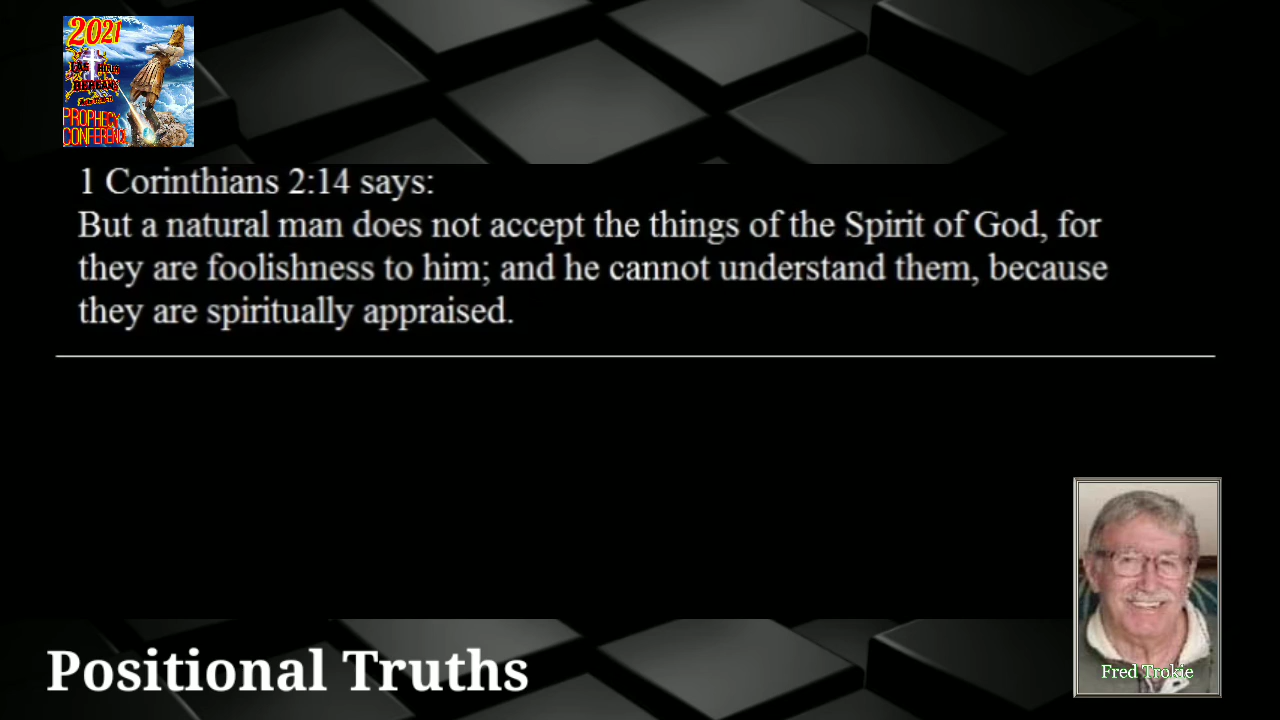 2021
PROPHECY
CONFERENC
1 Corinthians 2:14 says:
But a natural man does not accept the things of the Spirit of God, for
they are foolishness to him; and he cannot understand them, because
they are spiritually appraised.
Fred Trokie
Positional Truths